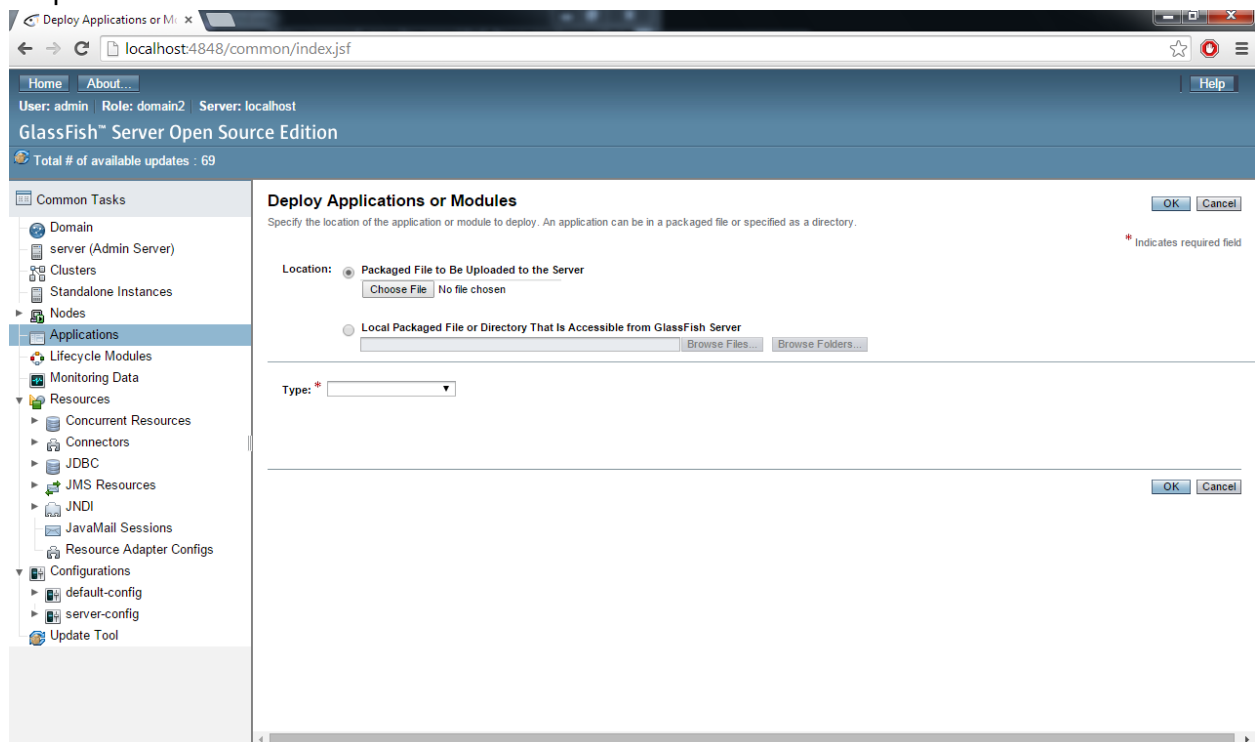 Deploy Applications or Mo
localhost:4848/common/index.jsf
Home About...
Help
User: admin Role: domain2 Server: localhost
GlassFish™ Server Open Source Edition
Total # of available updates : 69
Common Tasks
Domain
server (Admin Server)
Clusters
Standalone Instances
Nodes
Applications
Lifecycle Modules
Monitoring Data
Resources
Concurrent Resources
Connectors
JDBC
JMS Resources
JNDI
JavaMail Sessions
Resource Adapter Configs
Configurations
default-config
server-config
Update Tool
Deploy Applications or Modules
OK Cancel
Specify the location of the application or module to deploy. An application can be in a packaged file or specified as a directory.
* Indicates required field
Location: Packaged File to Be Uploaded to the Server
Choose File No file chosen
Local Packaged File or Directory That Is Accessible from GlassFish Server
Browse Files... Browse Folders...
Type: *
OK Cancel